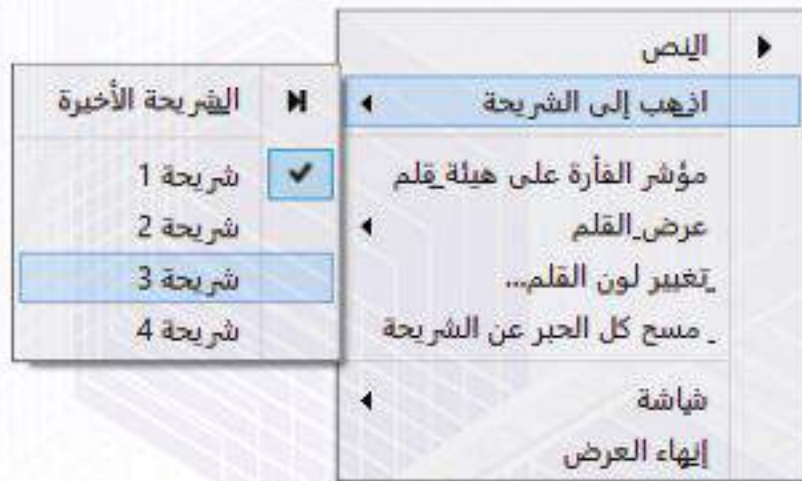 النص
اذهب إلى الشريحة
مؤشر الفأرة على هيئة قلم
عرض القلم
تغيير لون القلم...
مسح كل الحبر عن الشريحة
شاشة
إنهاء العرض
الشريحة الأخيرة
شريحة 1
شريحة 2
شريحة 3
شريحة 4